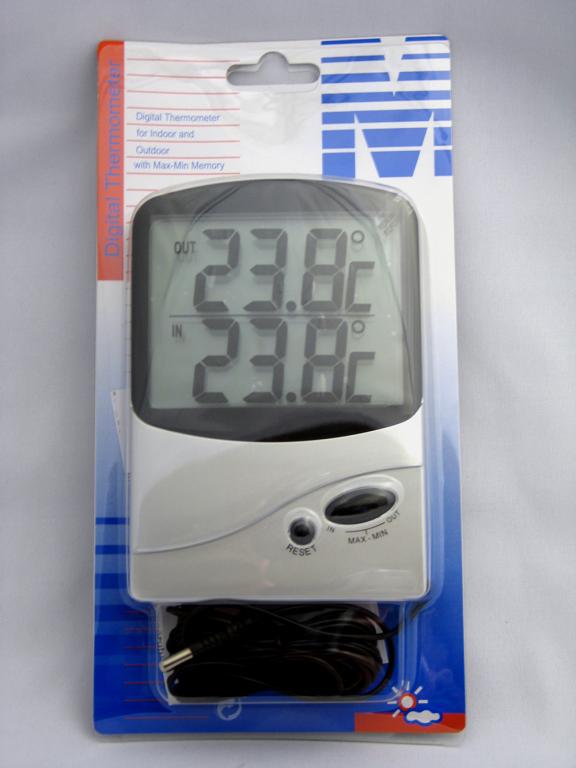 Digital Thermometer
Digital Thermometer
for Indoor and
Outdoor
with Max-Min Memory
OUT 23.8°C
IN 23.8°C
RESET
IN
OUT
MAX - MIN